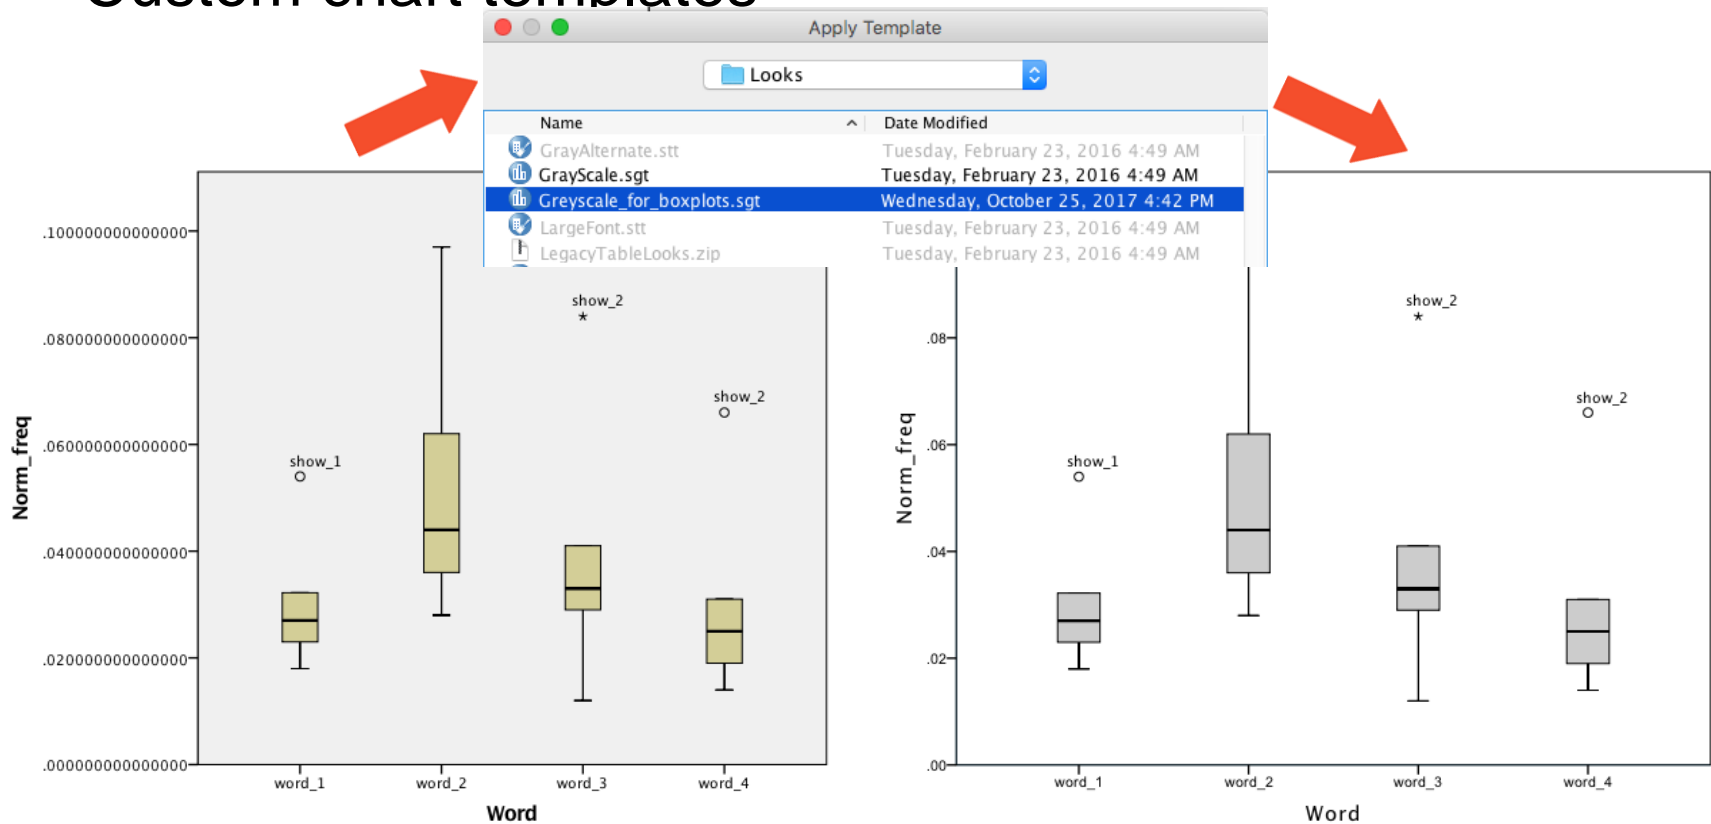 Custom chart templates
Apply Template
Looks
Name Date Modified
GrayAlternate.stt Tuesday, February 23, 2016 4:49 AM
GrayScale.sgt Tuesday, February 23, 2016 4:49 AM
Greyscale_for_boxplots.sgt Wednesday, October 25, 2017 4:42 PM
LargeFont.stt Tuesday, February 23, 2016 4:49 AM
LegacyTableLooks.zip Tuesday, February 23, 2016 4:49 AM
.100000000000000
.080000000000000
.060000000000000
.040000000000000
.020000000000000
.000000000000000
Norm_freq
show_1
show_2
show_2
word_1 word_2 word_3 word_4
Word
.08
.06
.04
.02
.00
Norm_freq
show_1
show_2
show_2
word_1 word_2 word_3 word_4
Word